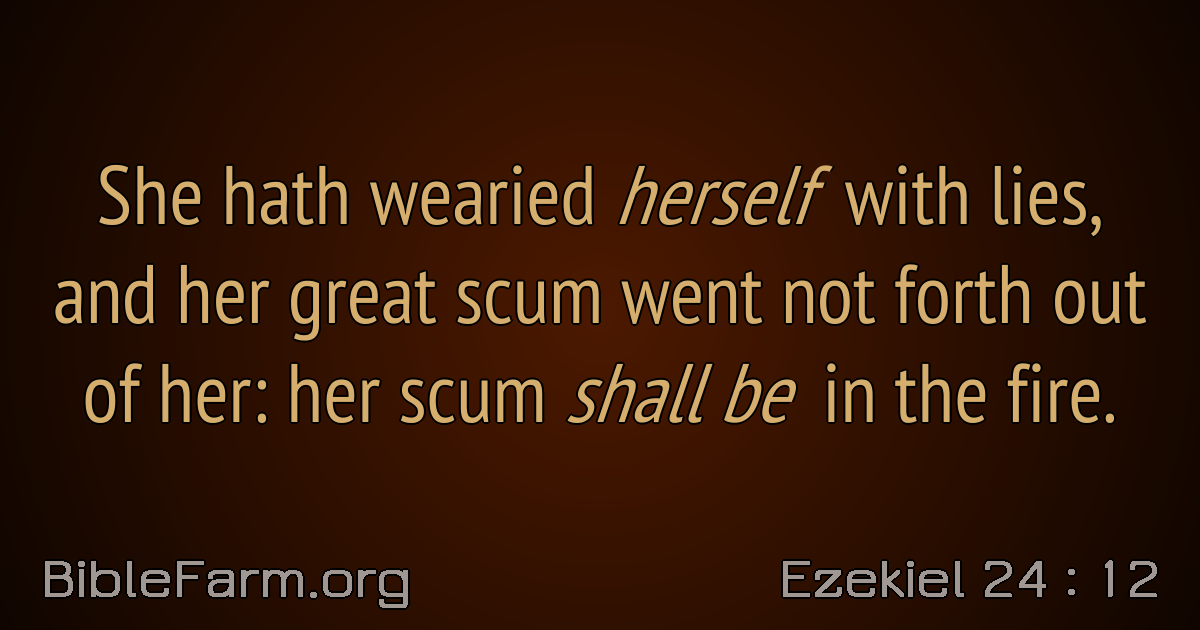 She hath wearied herself with lies,
and her great scum went not forth out
of her: her scum shall be in the fire.
BibleFarm.org
Ezekiel 24 : 12